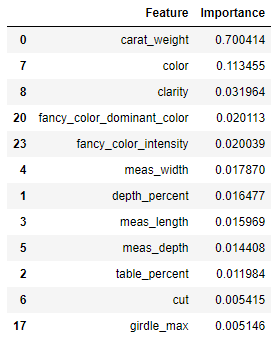 Feature Importance
0 carat_weight 0.700414
7 color 0.113455
8 clarity 0.031964
20 fancy_color_dominant_color 0.020113
23 fancy_color_intensity 0.020039
4 meas_width 0.017870
1 depth_percent 0.016477
3 meas_length 0.015969
5 meas_depth 0.014408
2 table_percent 0.011984
6 cut 0.005415
17 girdle_max 0.005146